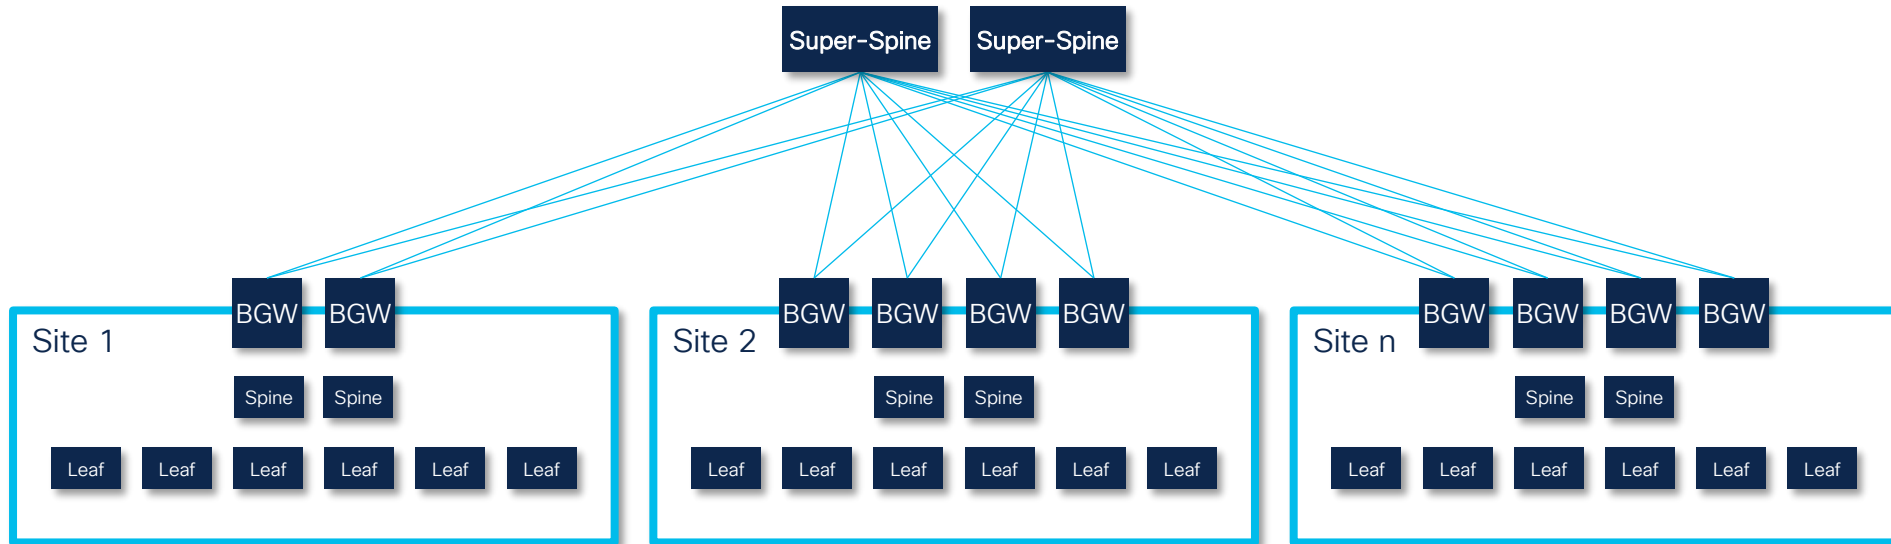 Super-Spine Super-Spine
BGW BGW BGW BGW BGW BGW BGW BGW BGW BGW
Site 1 Site 2 Site n
Spine Spine Spine Spine Spine Spine
Leaf Leaf Leaf Leaf Leaf Leaf Leaf Leaf Leaf Leaf Leaf Leaf Leaf Leaf Leaf Leaf Leaf Leaf